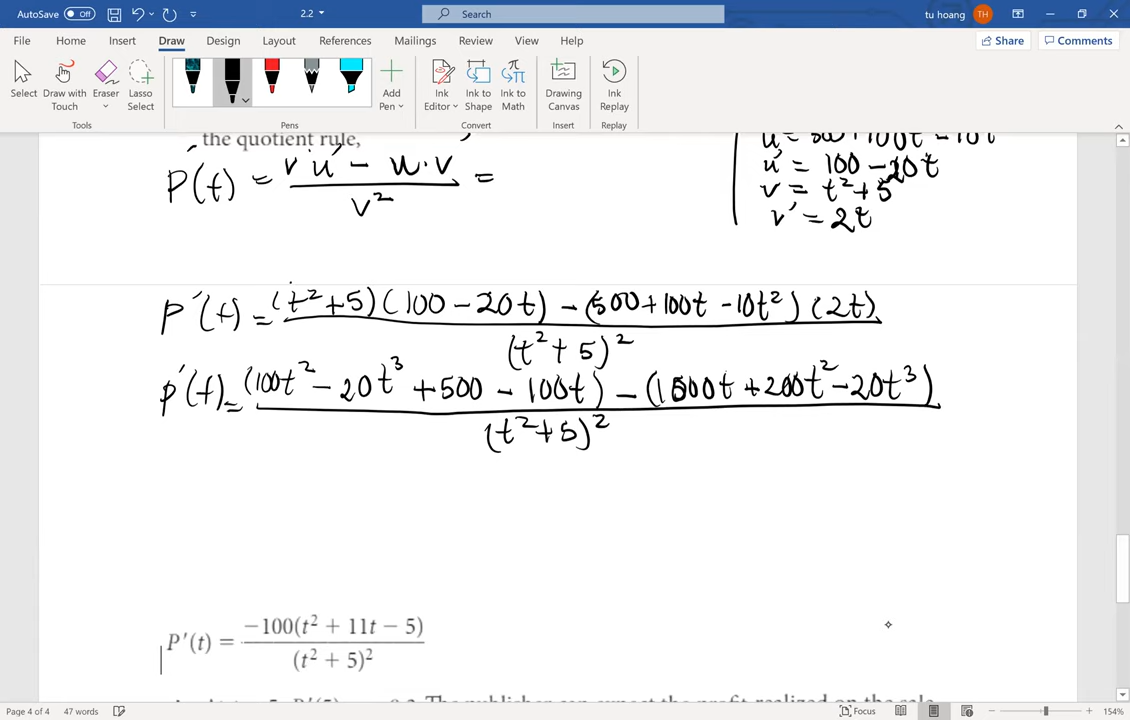 AutoSave Off 2.2 Search tu hoang TH
File Home Insert Draw Design Layout References Mailings Review View Help Share Comments
Select Draw with Touch Eraser Lasso Select Add Pen Ink Editor Ink to Shape Ink to Math Drawing Canvas Ink Replay
Tools Pens Convert Insert Replay
the quotient rule,
P'(t) = (v u' - u·v') / v² =
u = 500 + 100t - 10t
u' = 100 - 20t
v = t² + 5
v' = 2t
P'(t) = (t²+5)(100 - 20t) - (500 + 100t - 10t²)(2t) / (t² + 5)²
P'(t) = (100t² - 20t³ + 500 - 100t) - (1000t + 200t² - 20t³) / (t² + 5)²
P'(t) = -100(t² + 11t − 5) / (t² + 5)²
Page 4 of 4 47 words Focus 154%